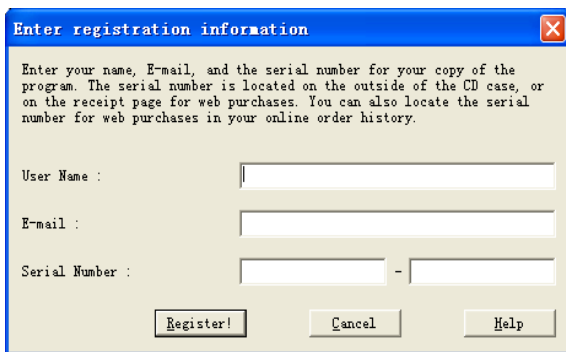 Enter registration information
Enter your name, E-mail, and the serial number for your copy of the
program. The serial number is located on the outside of the CD case, or
on the receipt page for web purchases. You can also locate the serial
number for web purchases in your online order history.
User Name :
E-mail :
Serial Number :
-
Register! Cancel Help